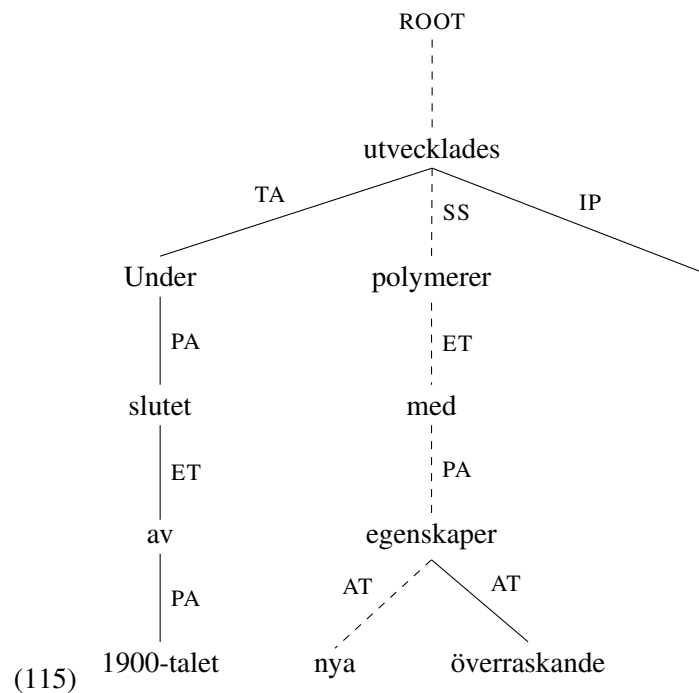 ROOT
utvecklades
TA
SS
IP
Under
polymerer
PA
ET
slutet
med
ET
PA
av
egenskaper
PA
AT
AT
(115)
1900-talet
nya
överraskande